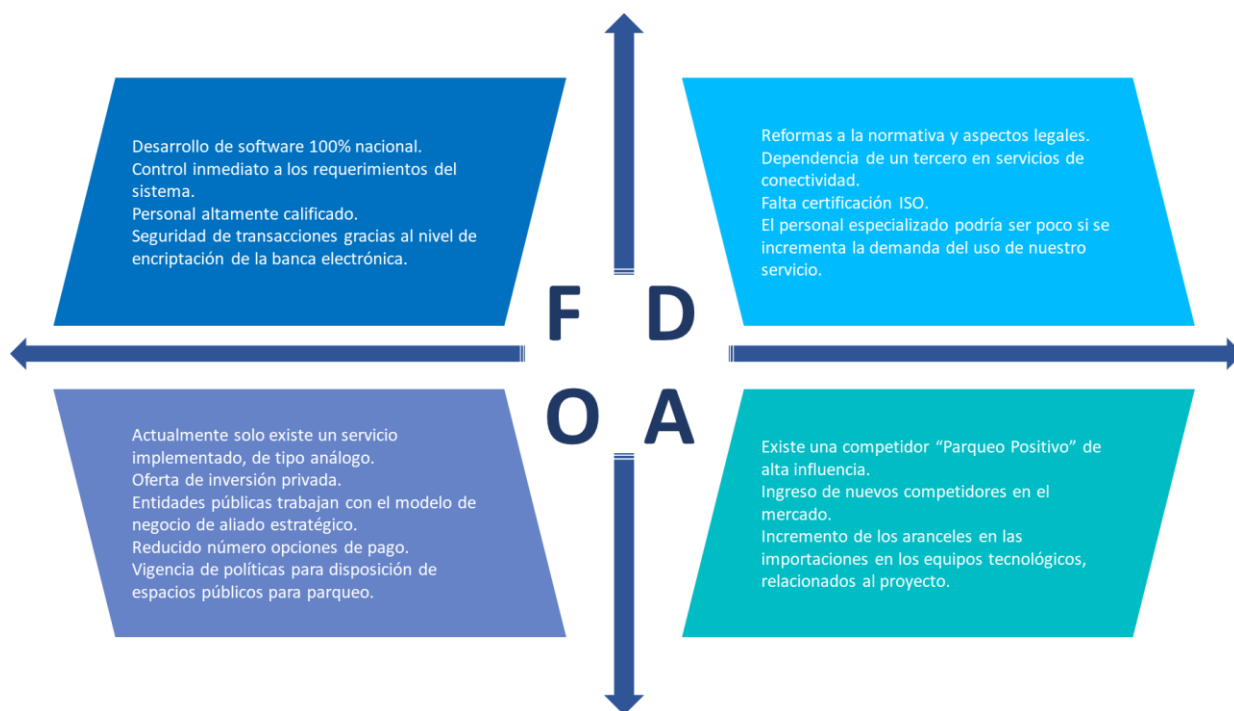 Desarrollo de software 100% nacional.
Control inmediato a los requerimientos del
sistema.
Personal altamente calificado.
Seguridad de transacciones gracias al nivel de
encriptación de la banca electrónica.
Reformas a la normativa y aspectos legales.
Dependencia de un tercero en servicios de
conectividad.
Falta certificación ISO.
El personal especializado podría ser poco si se
incrementa la demanda del uso de nuestro
servicio.
F D
O A
Actualmente solo existe un servicio
implementado, de tipo análogo.
Oferta de inversión privada.
Entidades públicas trabajan con el modelo de
negocio de aliado estratégico.
Reducido número opciones de pago.
Vigencia de políticas para disposición de
espacios públicos para parqueo.
Existe una competidor “Parqueo Positivo” de
alta influencia.
Ingreso de nuevos competidores en el
mercado.
Incremento de los aranceles en las
importaciones en los equipos tecnológicos,
relacionados al proyecto.